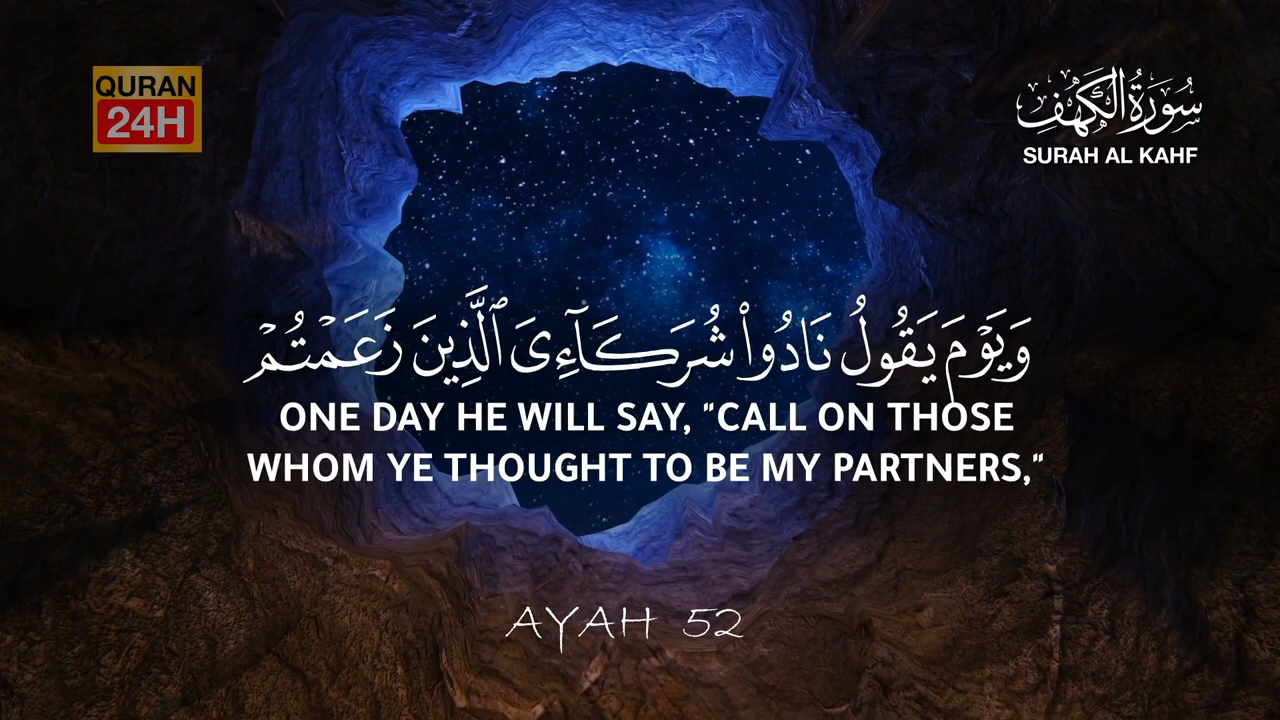 QURAN
24H
سُورَةُ الكَهْفِ
SURAH AL KAHF
وَيَوْمَ يَقُولُ نَادُوا۟ شُرَكَآءِىَ ٱلَّذِينَ زَعَمْتُمْ
ONE DAY HE WILL SAY, "CALL ON THOSE
WHOM YE THOUGHT TO BE MY PARTNERS,"
AYAH 52